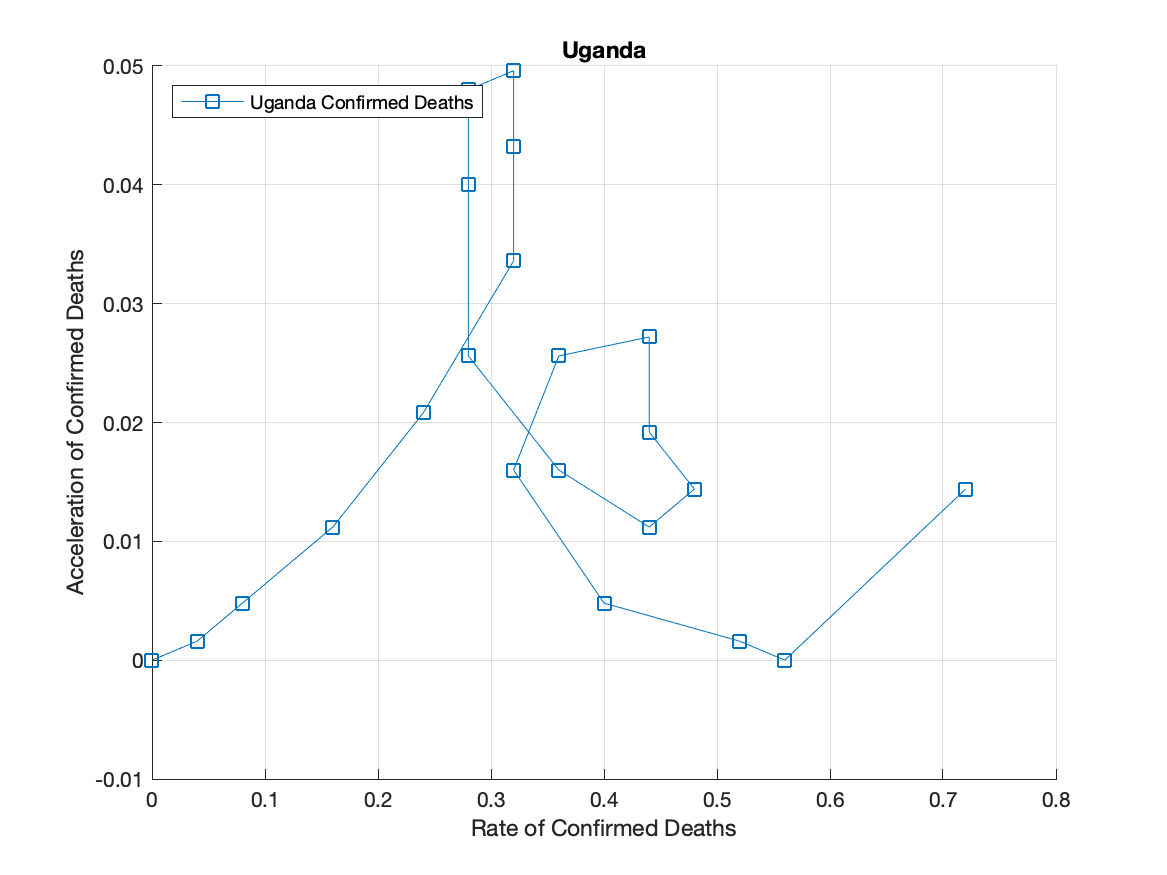 Uganda
0.05
Uganda Confirmed Deaths
0.04
0.03
0.02
0.01
0
-0.01
Acceleration of Confirmed Deaths
0 0.1 0.2 0.3 0.4 0.5 0.6 0.7 0.8
Rate of Confirmed Deaths